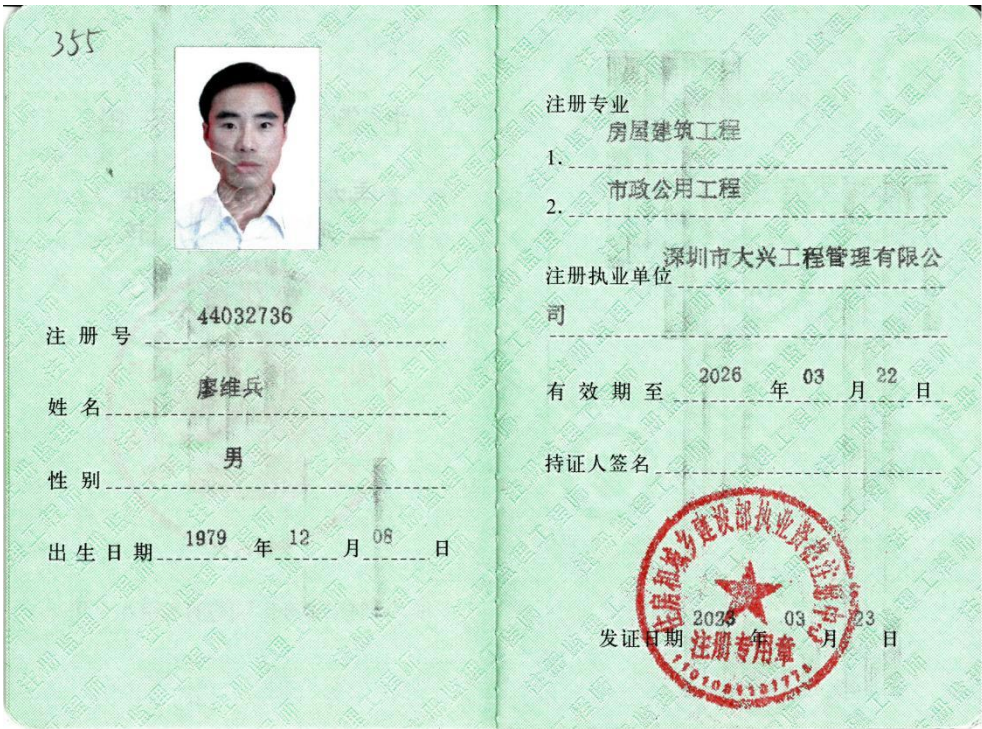 355
注 册 号 44032736
姓 名 廖维兵
性 别 男
出 生 日 期 1979 年 12 月 08 日
注册专业
1. 房屋建筑工程
2. 市政公用工程
注册执业单位 深圳市大兴工程管理有限公
司
有 效 期 至 2026 年 03 月 22 日
持证人签名
住房和城乡建设部执业资格注册中心
发证日期 2023 年 03 月 23 日
注册专用章